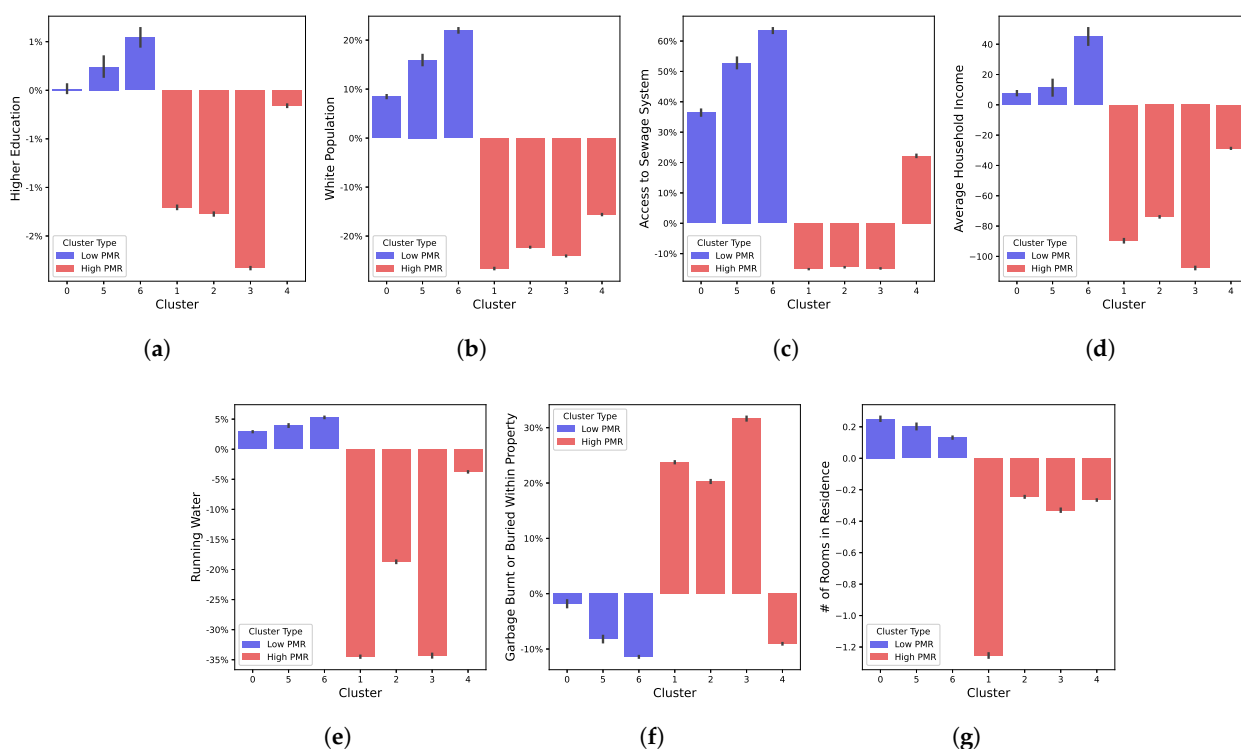 Higher Education
1%
0%
-1%
-1%
-2%
Cluster Type
Low PMR
High PMR
0 5 6 1 2 3 4
Cluster
(a)
White Population
20%
10%
0%
-10%
-20%
Cluster Type
Low PMR
High PMR
0 5 6 1 2 3 4
Cluster
(b)
Access to Sewage System
60%
50%
40%
30%
20%
10%
0%
-10%
Cluster Type
Low PMR
High PMR
0 5 6 1 2 3 4
Cluster
(c)
Average Household Income
40
20
0
−20
−40
−60
−80
−100
Cluster Type
Low PMR
High PMR
0 5 6 1 2 3 4
Cluster
(d)
Running Water
5%
0%
-5%
-10%
-15%
-20%
-25%
-30%
-35%
Cluster Type
Low PMR
High PMR
0 5 6 1 2 3 4
Cluster
(e)
Garbage Burnt or Buried Within Property
30%
20%
10%
0%
-10%
Cluster Type
Low PMR
High PMR
0 5 6 1 2 3 4
Cluster
(f)
# of Rooms in Residence
0.2
0.0
−0.2
−0.4
−0.6
−0.8
−1.0
−1.2
Cluster Type
Low PMR
High PMR
0 5 6 1 2 3 4
Cluster
(g)